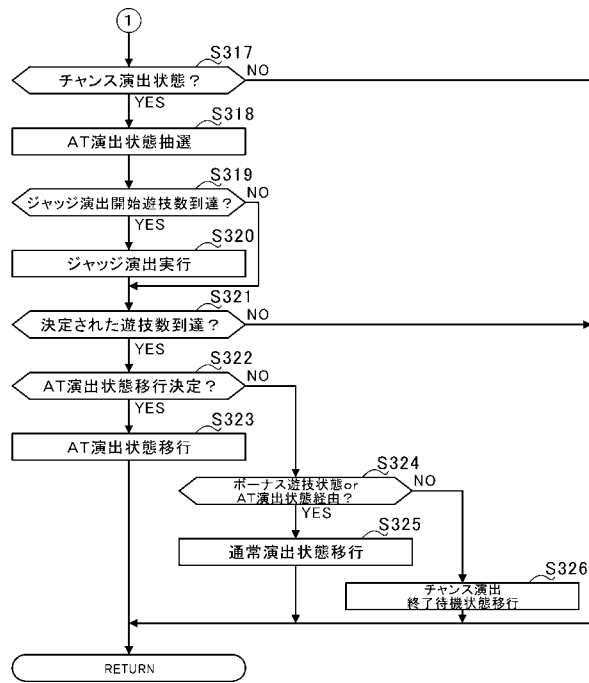 1
S317
チャンス演出状態?
NO
YES
S318
AT演出状態抽選
S319
ジャッジ演出開始遊技数到達?
NO
YES
S320
ジャッジ演出実行
S321
決定された遊技数到達?
NO
YES
S322
AT演出状態移行決定?
NO
YES
S323
AT演出状態移行
S324
ボーナス遊技状態or
AT演出状態経由?
NO
YES
S325
通常演出状態移行
S326
チャンス演出
終了待機状態移行
RETURN